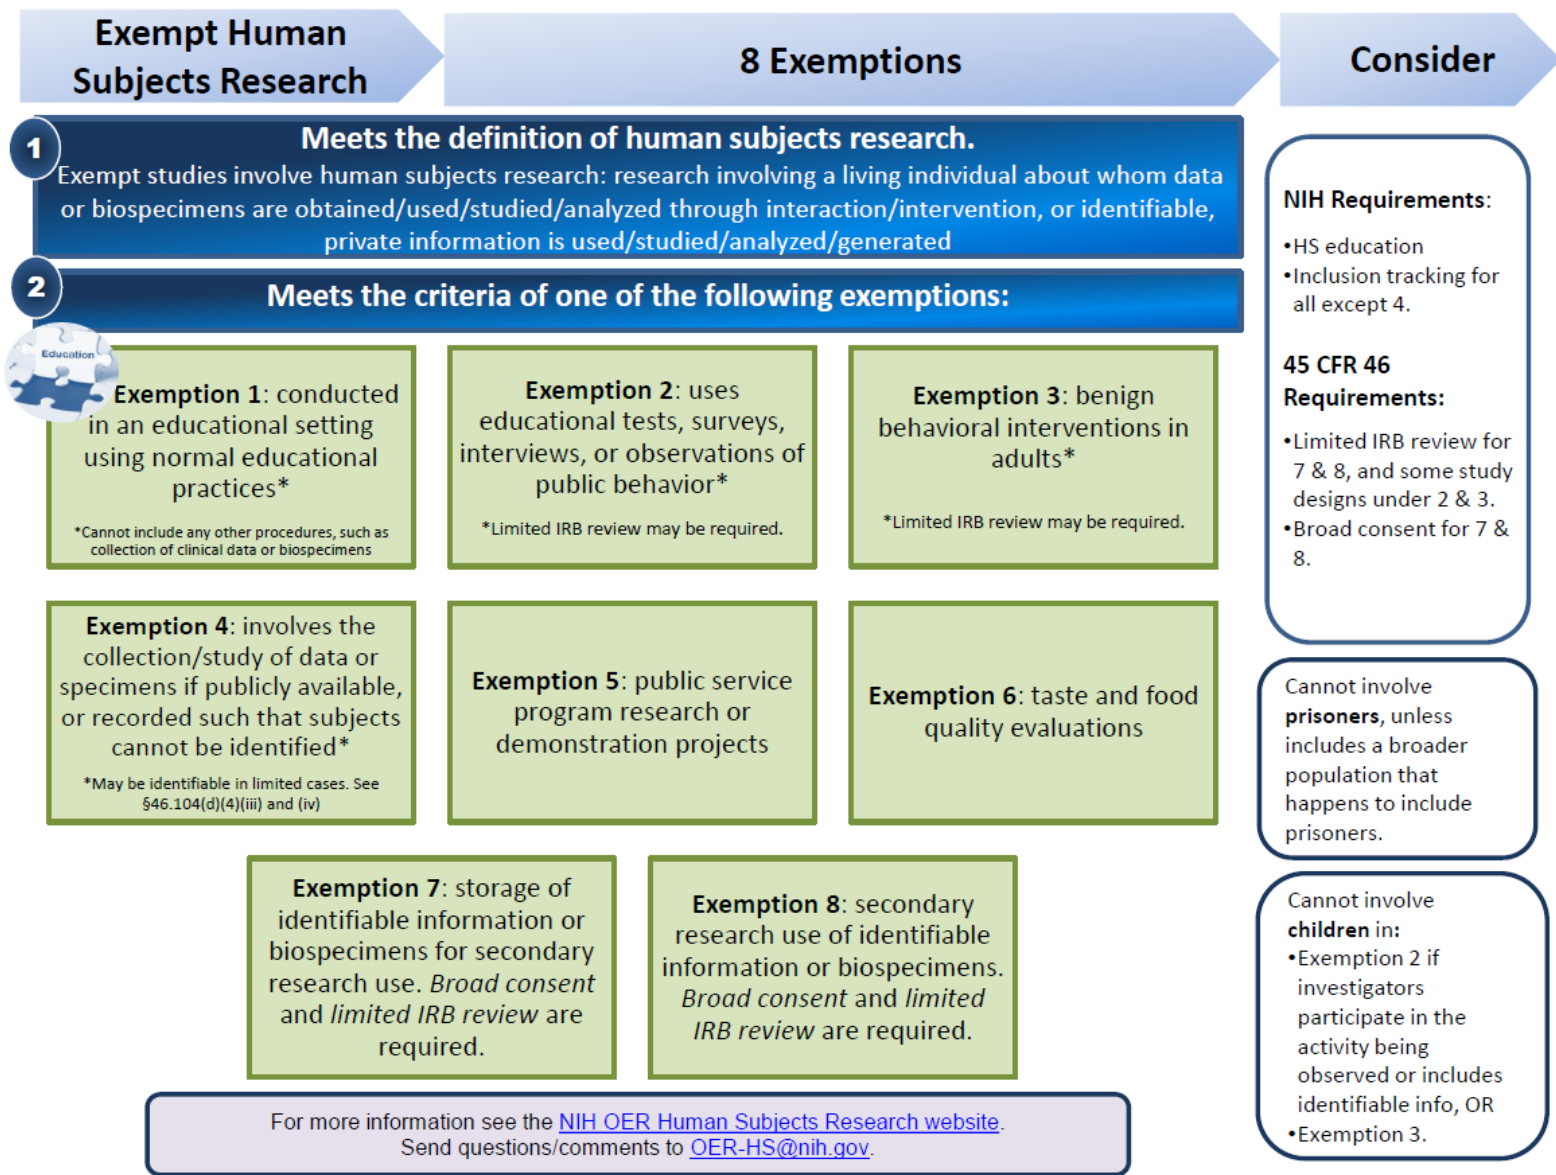 Exempt Human
Subjects Research
8 Exemptions
Consider
1
Meets the definition of human subjects research.
Exempt studies involve human subjects research: research involving a living individual about whom data
or biospecimens are obtained/used/studied/analyzed through interaction/intervention, or identifiable,
private information is used/studied/analyzed/generated
2
Meets the criteria of one of the following exemptions:
Education
Exemption 1: conducted
in an educational setting
using normal educational
practices*
*Cannot include any other procedures, such as
collection of clinical data or biospecimens
Exemption 2: uses
educational tests, surveys,
interviews, or observations of
public behavior*
*Limited IRB review may be required.
Exemption 3: benign
behavioral interventions in
adults*
*Limited IRB review may be required.
Exemption 4: involves the
collection/study of data or
specimens if publicly available,
or recorded such that subjects
cannot be identified*
*May be identifiable in limited cases. See
§46.104(d)(4)(iii) and (iv)
Exemption 5: public service
program research or
demonstration projects
Exemption 6: taste and food
quality evaluations
Exemption 7: storage of
identifiable information or
biospecimens for secondary
research use. Broad consent
and limited IRB review are
required.
Exemption 8: secondary
research use of identifiable
information or biospecimens.
Broad consent and limited
IRB review are required.
NIH Requirements:
•HS education
•Inclusion tracking for
all except 4.
45 CFR 46
Requirements:
•Limited IRB review for
7 & 8, and some study
designs under 2 & 3.
•Broad consent for 7 &
8.
Cannot involve
prisoners, unless
includes a broader
population that
happens to include
prisoners.
Cannot involve
children in:
•Exemption 2 if
investigators
participate in the
activity being
observed or includes
identifiable info, OR
•Exemption 3.
For more information see the NIH OER Human Subjects Research website.
Send questions/comments to OER-HS@nih.gov.